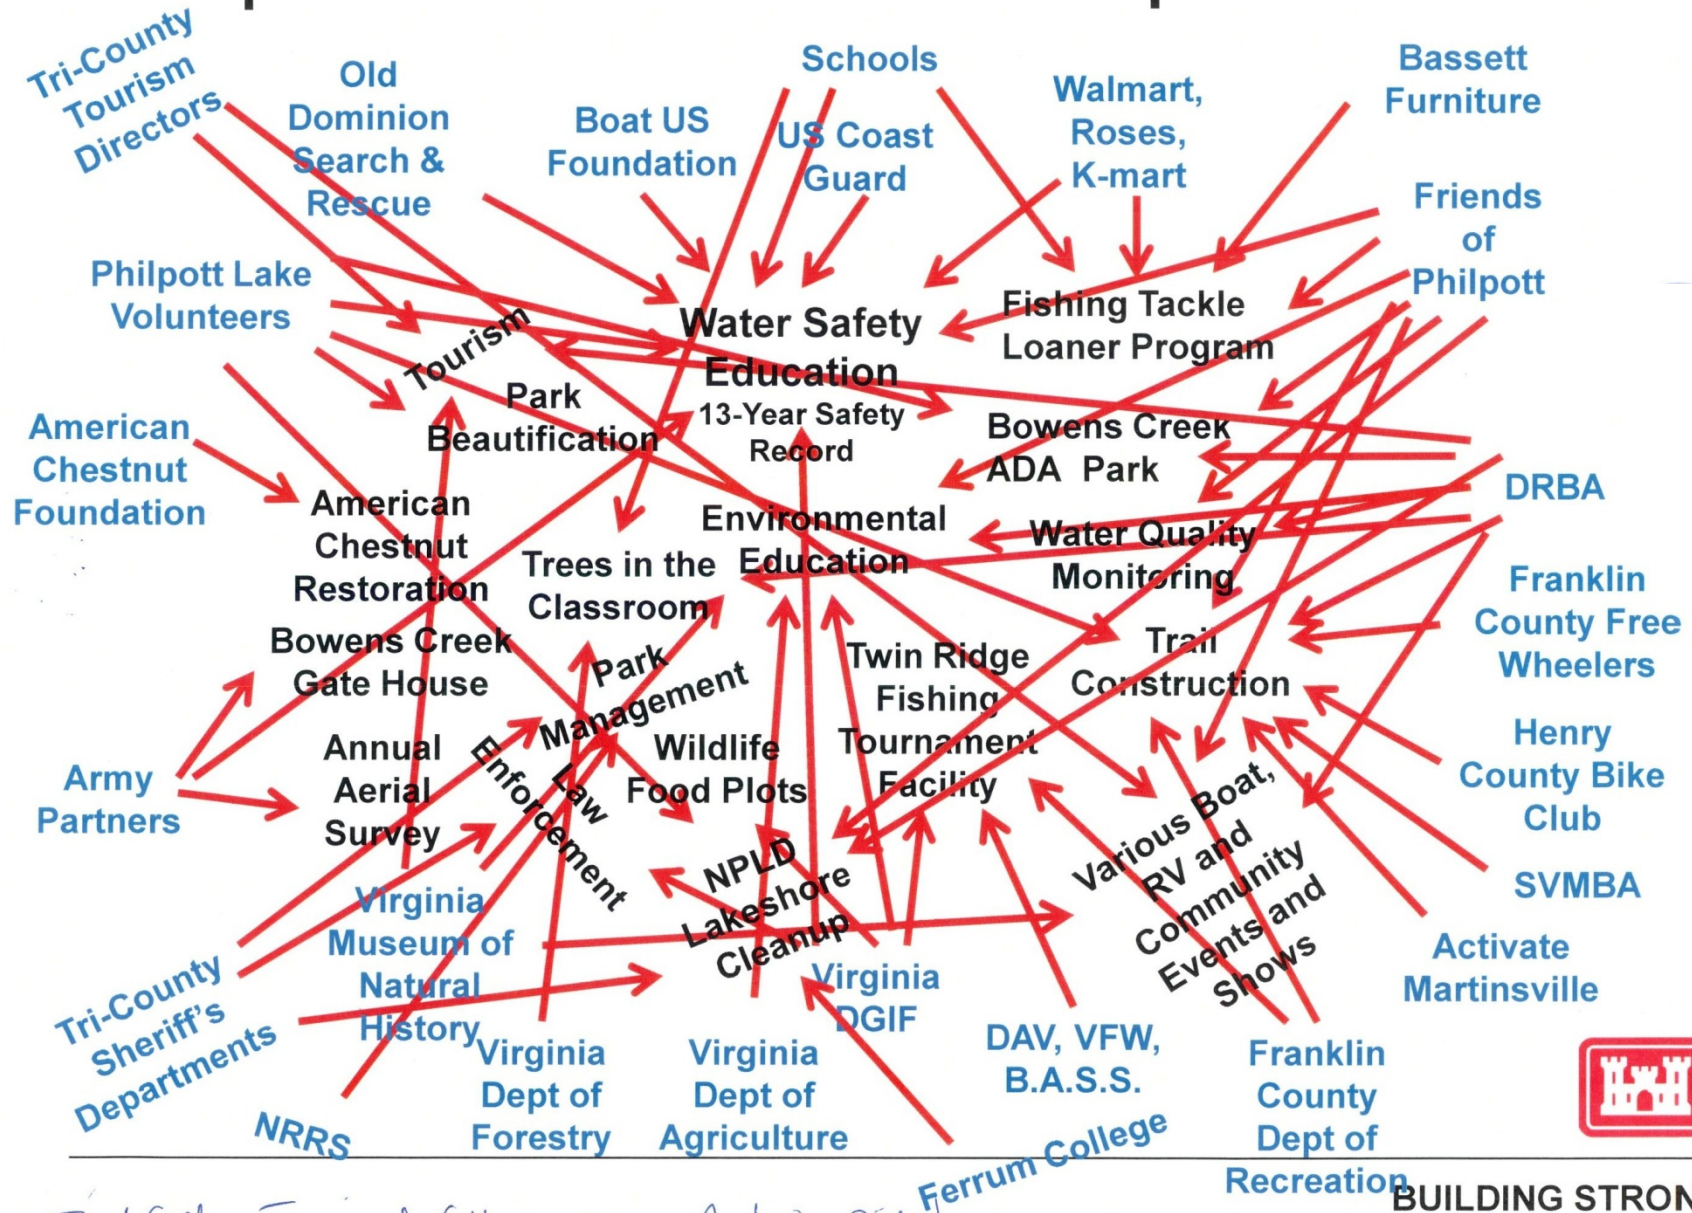 Tri-County
Tourism
Directors
Old
Dominion
Search &
Rescue
Boat US
Foundation
Schools
US Coast
Guard
Walmart,
Roses,
K-mart
Bassett
Furniture
Friends
of
Philpott
Philpott Lake
Volunteers
Tourism
Water Safety
Education
13-Year Safety
Record
Fishing Tackle
Loaner Program
Park
Beautification
Bowens Creek
ADA Park
American
Chestnut
Foundation
American
Chestnut
Restoration
Environmental
Education
Trees in the
Classroom
Water Quality
Monitoring
DRBA
Franklin
County Free
Wheelers
Bowens Creek
Gate House
Park
Management
Twin Ridge
Fishing
Tournament
Facility
Trail
Construction
Army
Partners
Annual
Aerial
Survey
Law
Enforcement
Wildlife
Food Plots
Henry
County Bike
Club
NPLD
Lakeshore
Cleanup
Various Boat,
RV and
Community
Events and
Shows
SVMBA
Activate
Martinsville
Virginia
Museum of
Natural
History
Tri-County
Sheriff's
Departments
NRRS
Virginia
Dept of
Forestry
Virginia
Dept of
Agriculture
Virginia
DGIF
DAV, VFW,
B.A.S.S.
Ferrum College
Franklin
County
Dept of
Recreation
BUILDING STRON